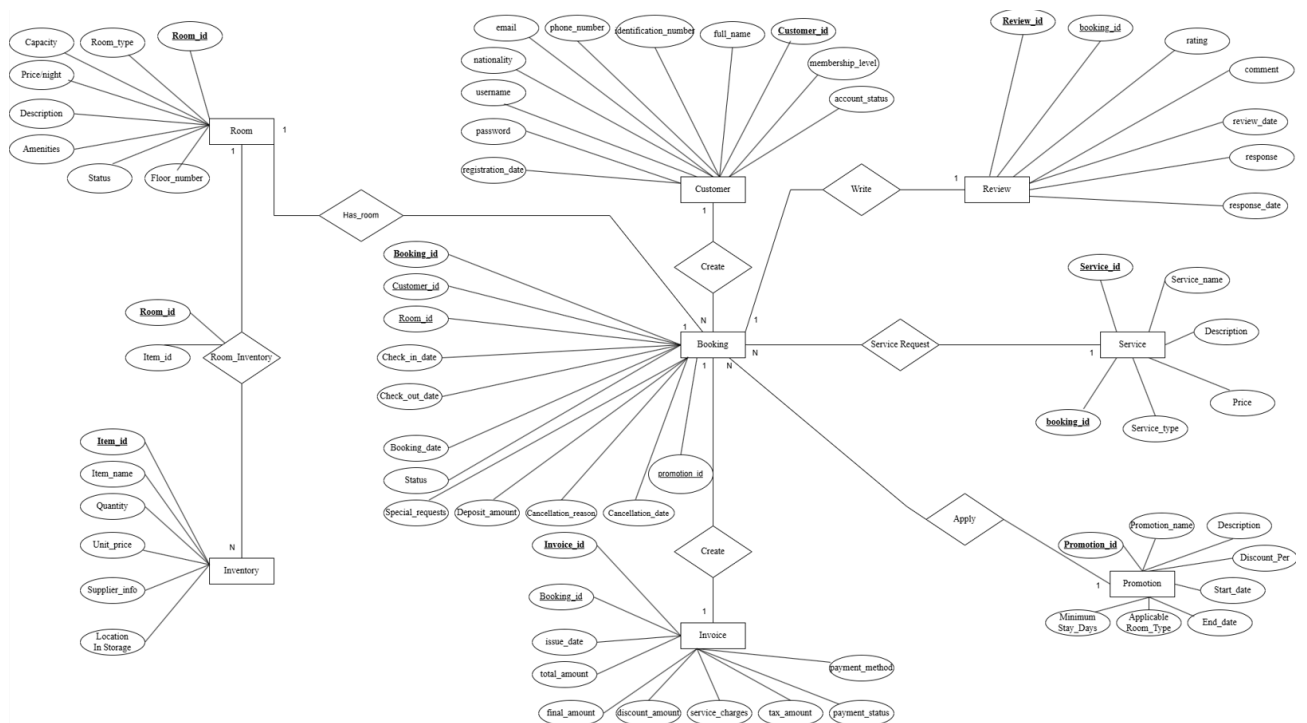 Capacity
Room_type
Room_id
Price/night
Description
Amenities
Status
Floor_number
Room
1
1
email
phone_number
identification_number
full_name
Customer_id
nationality
membership_level
username
account_status
password
registration_date
Customer
1
Review_id
booking_id
rating
comment
review_date
response
response_date
Review
1
Write
Has_room
Create
Booking_id
Customer_id
Room_id
Check_in_date
Check_out_date
Booking_date
Status
Special_requests
Deposit_amount
Cancellation_reason
Cancellation_date
promotion_id
N
N
1
1
Booking
N
1
N
Service Request
1
Service_id
Service_name
Description
Service
Price
booking_id
Service_type
Room_id
Item_id
Room_Inventory
Item_id
Item_name
Quantity
Unit_price
Supplier_info
Location
In Storage
N
Inventory
Create
1
Invoice_id
Booking_id
issue_date
total_amount
final_amount
discount_amount
service_charges
tax_amount
payment_status
payment_method
Invoice
Apply
1
Promotion_id
Promotion_name
Description
Discount_Per
Start_date
End_date
Applicable
Room_Type
Minimum
Stay_Days
Promotion